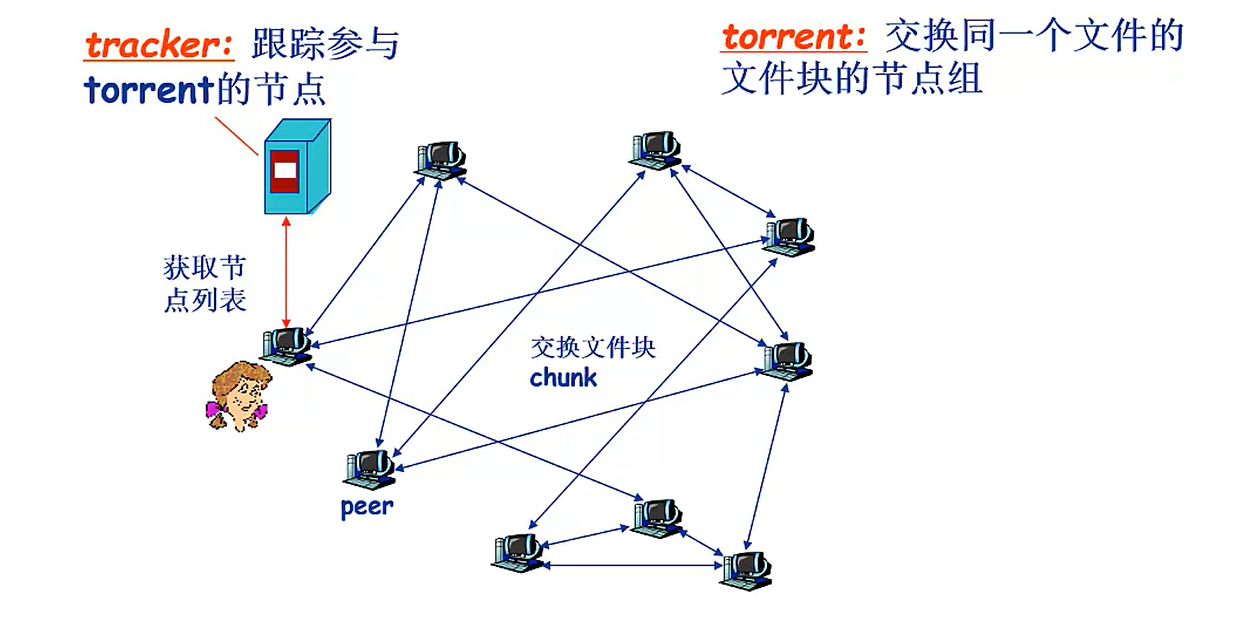 tracker: 跟踪参与
torrent的节点
torrent: 交换同一个文件的
文件块的节点组
获取节
点列表
交换文件块
chunk
peer